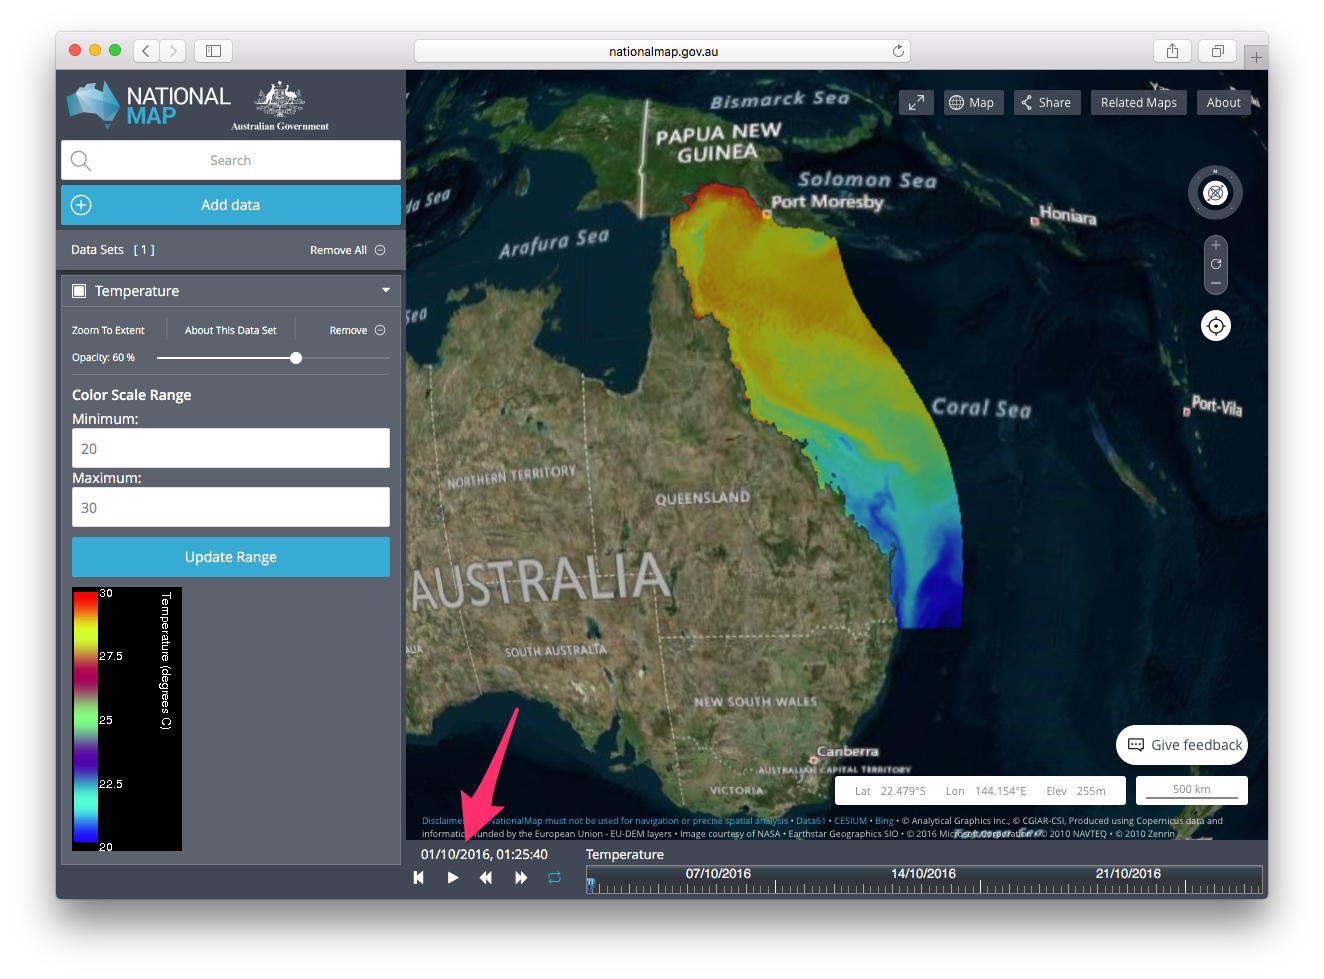 nationalmap.gov.au
NATIONAL
MAP
Australian Government
Search
Add data
Data Sets [ 1 ]
Remove All
Temperature
Zoom To Extent
About This Data Set
Remove
Opacity: 60 %
Color Scale Range
Minimum:
20
Maximum:
30
Update Range
30
27.5
25
22.5
20
Temperature (degrees C)
Map
Share
Related Maps
About
N
Bismarck Sea
PAPUA NEW
GUINEA
Solomon Sea
Port Moresby
Honiara
da Sea
Arafura Sea
sea
Coral Sea
Port-Vila
NORTHERN TERRITORY
QUEENSLAND
AUSTRALIA
SOUTH AUSTRALIA
NEW SOUTH WALES
Canberra
AUSTRALIAN CAPITAL TERRITORY
VICTORIA
Give feedback
Lat 22.479°S Lon 144.154°E Elev 255m
500 km
NationalMap must not be used for navigation or precise spatial analysis • Data61 • CESIUM • Bing • © Analytical Graphics Inc., © CGIAR-CSI, Produced using Copernicus data and
funded by the European Union - EU-DEM layers • Image courtesy of NASA • Earthstar Geographics SIO • © 2016 Microsoft Corporation • © 2010 NAVTEQ • © 2010 Zenrin
01/10/2016, 01:25:40
Temperature
07/10/2016
14/10/2016
21/10/2016